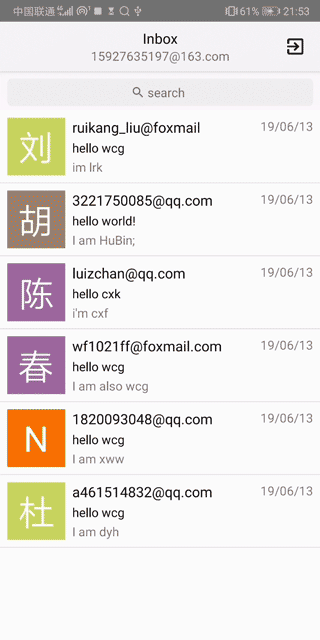 中国联通 61% 21:53
Inbox
15927635197@163.com
search
刘 ruikang_liu@foxmail 19/06/13
hello wcg
im lrk
胡 3221750085@qq.com 19/06/13
hello world!
I am HuBin;
陈 luizchan@qq.com 19/06/13
hello cxk
i'm cxf
春 wf1021ff@foxmail.com 19/06/13
hello wcg
I am also wcg
N 1820093048@qq.com 19/06/13
hello wcg
I am xww
杜 a461514832@qq.com 19/06/13
hello wcg
I am dyh